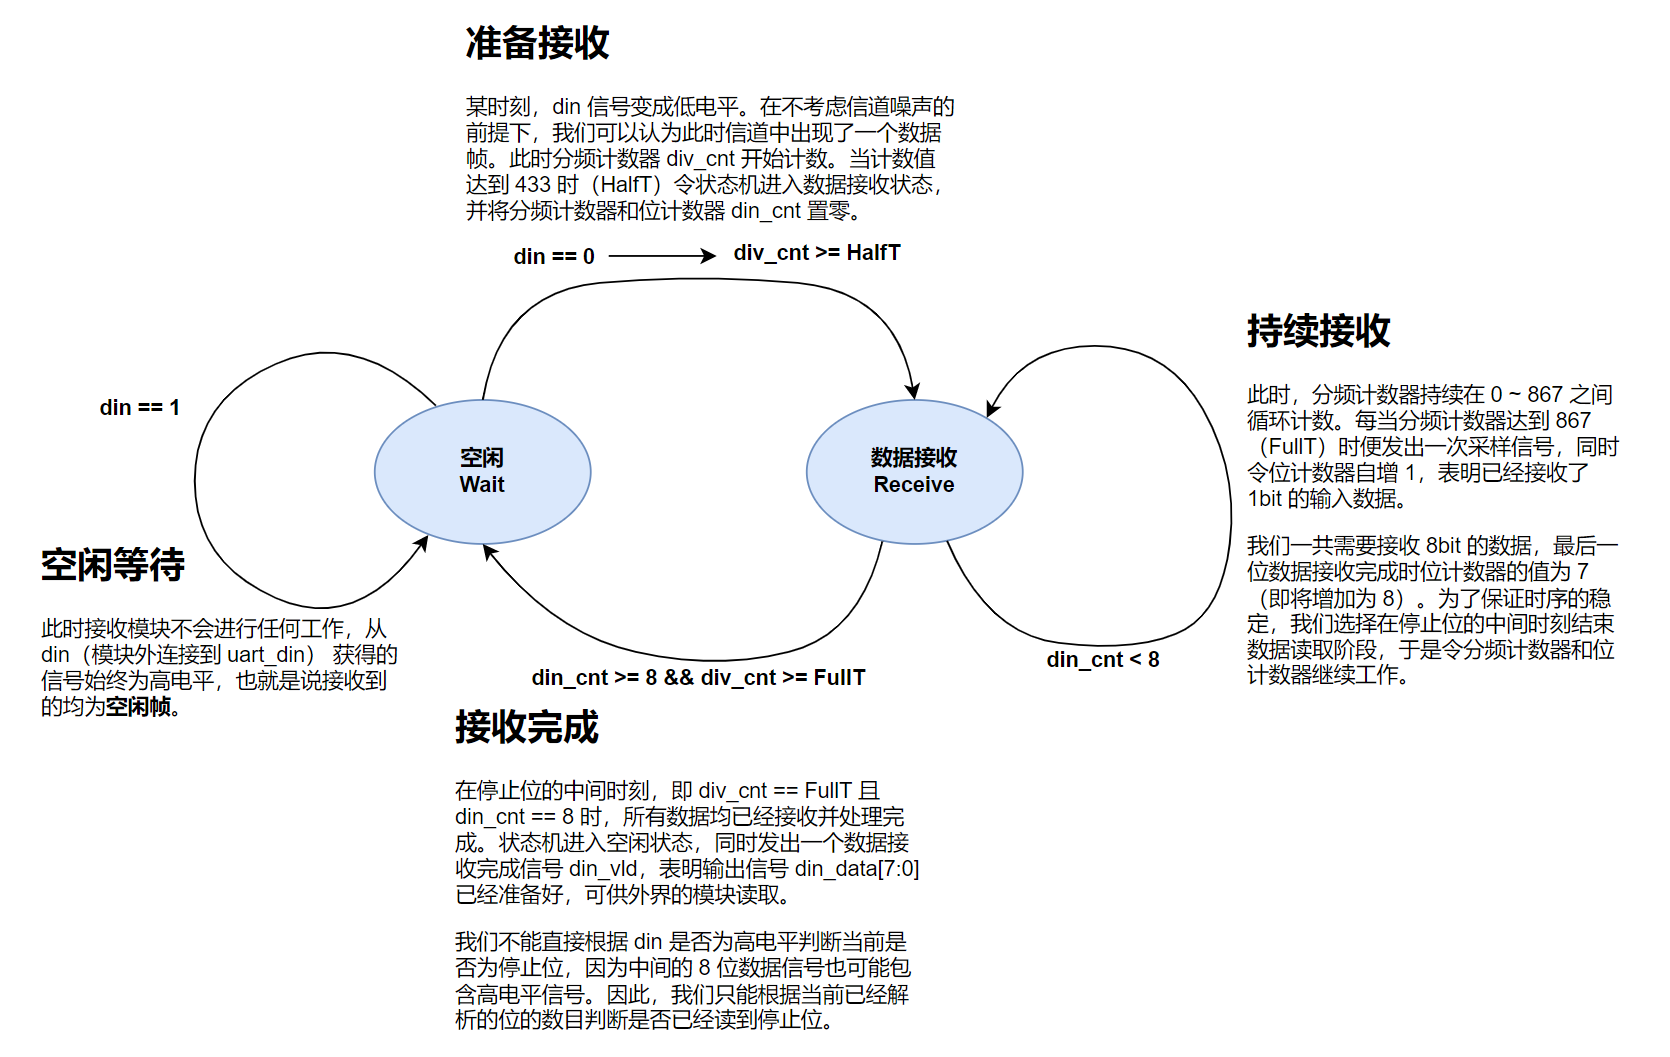 准备接收
某时刻，din 信号变成低电平。在不考虑信道噪声的
前提下，我们可以认为此时信道中出现了一个数据
帧。此时分频计数器 div_cnt 开始计数。当计数值
达到 433 时（HalfT）令状态机进入数据接收状态，
并将分频计数器和位计数器 din_cnt 置零。
din == 0
div_cnt >= HalfT
din == 1
空闲
Wait
数据接收
Receive
持续接收
此时，分频计数器持续在 0 ~ 867 之间
循环计数。每当分频计数器达到 867
（FullT）时便发出一次采样信号，同时
令位计数器自增 1，表明已经接收了
1bit 的输入数据。
我们一共需要接收 8bit 的数据，最后一
位数据接收完成时位计数器的值为 7
（即将增加为 8）。为了保证时序的稳
定，我们选择在停止位的中间时刻结束
数据读取阶段，于是令分频计数器和位
计数器继续工作。
空闲等待
此时接收模块不会进行任何工作，从
din（模块外连接到 uart_din） 获得的
信号始终为高电平，也就是说接收到
的均为空闲帧。
din_cnt < 8
din_cnt >= 8 && div_cnt >= FullT
接收完成
在停止位的中间时刻，即 div_cnt == FullT 且
din_cnt == 8 时，所有数据均已经接收并处理完
成。状态机进入空闲状态，同时发出一个数据接
收完成信号 din_vld，表明输出信号 din_data[7:0]
已经准备好，可供外界的模块读取。
我们不能直接根据 din 是否为高电平判断当前是
否为停止位，因为中间的 8 位数据信号也可能包
含高电平信号。因此，我们只能根据当前已经解
析的位的数目判断是否已经读到停止位。